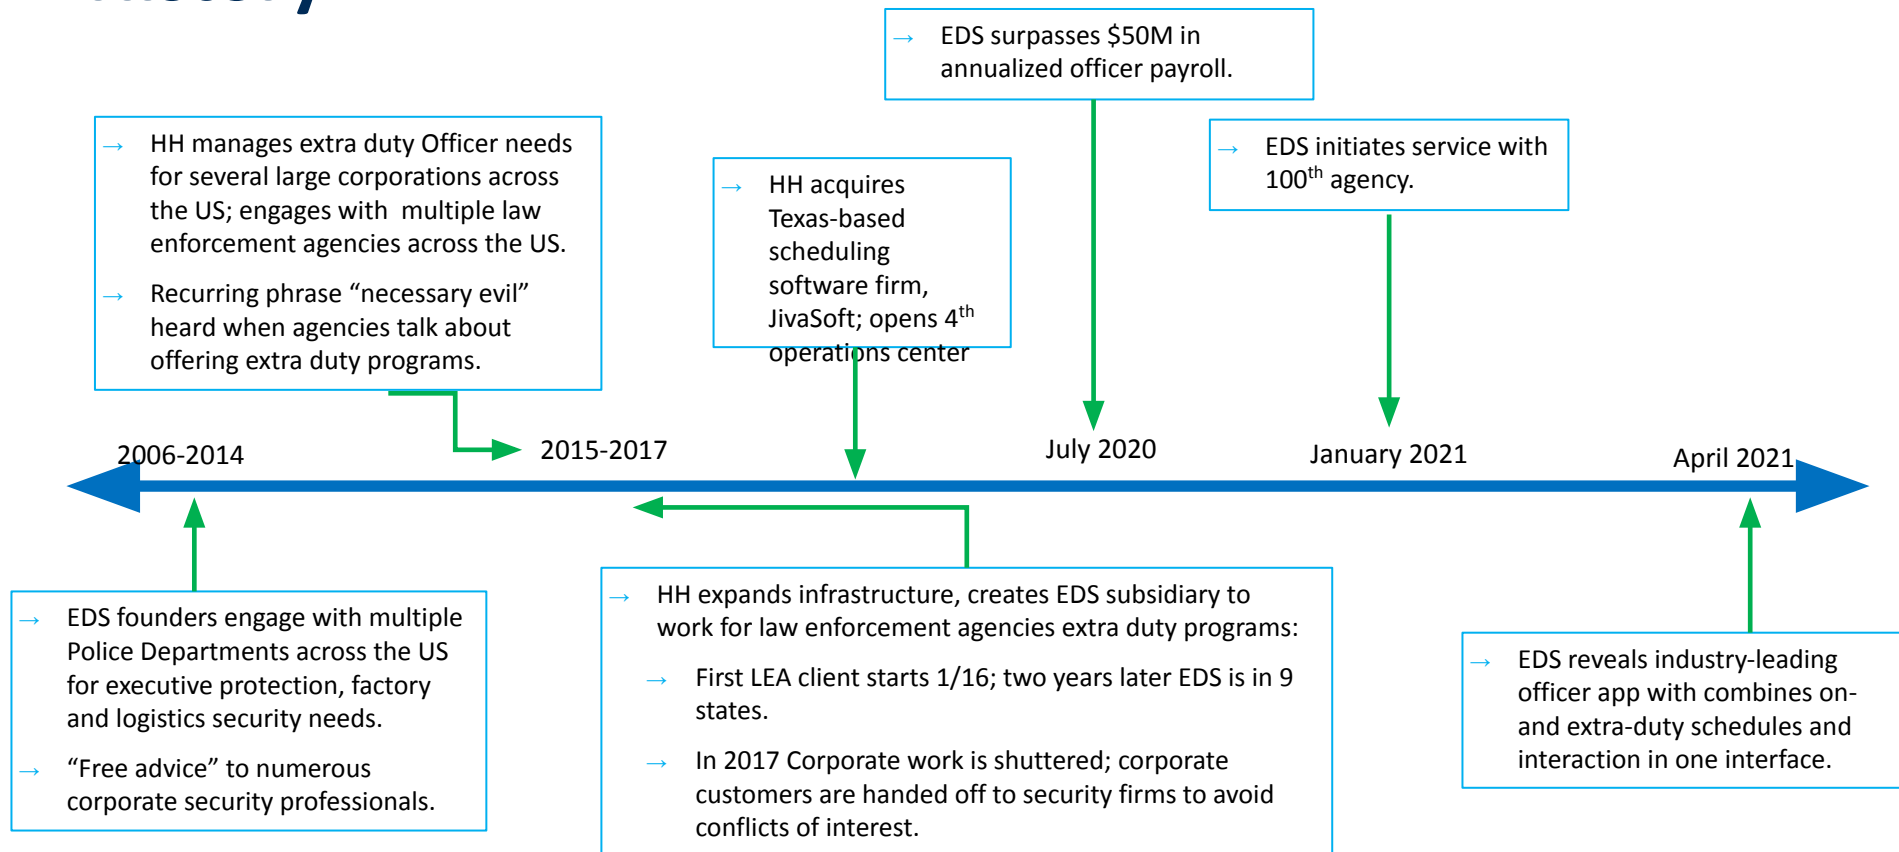 → EDS surpasses $50M in
annualized officer payroll.
→ HH manages extra duty Officer needs
for several large corporations across
the US; engages with  multiple law
enforcement agencies across the US.
→ Recurring phrase “necessary evil”
heard when agencies talk about
offering extra duty programs.
→ HH acquires
Texas-based
scheduling
software firm,
JivaSoft; opens 4th
operations center
→ EDS initiates service with
100th agency.
2006-2014
2015-2017
July 2020
January 2021
April 2021
→ EDS founders engage with multiple
Police Departments across the US
for executive protection, factory
and logistics security needs.
→ “Free advice” to numerous
corporate security professionals.
→ HH expands infrastructure, creates EDS subsidiary to
work for law enforcement agencies extra duty programs:
→ First LEA client starts 1/16; two years later EDS is in 9
states.
→ In 2017 Corporate work is shuttered; corporate
customers are handed off to security firms to avoid
conflicts of interest.
→ EDS reveals industry-leading
officer app with combines on-
and extra-duty schedules and
interaction in one interface.